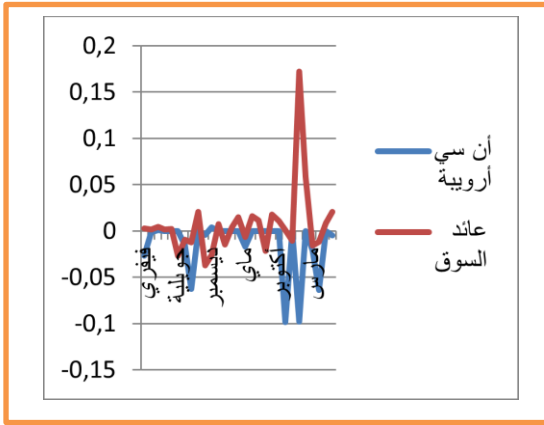 0,2
0,15
0,1
0,05
0
-0,05
-0,1
-0,15
فيفري
جويلية
ديسمبر
ماي
أكتوبر
مارس
أن سي
أرويبة
عائد
السوق